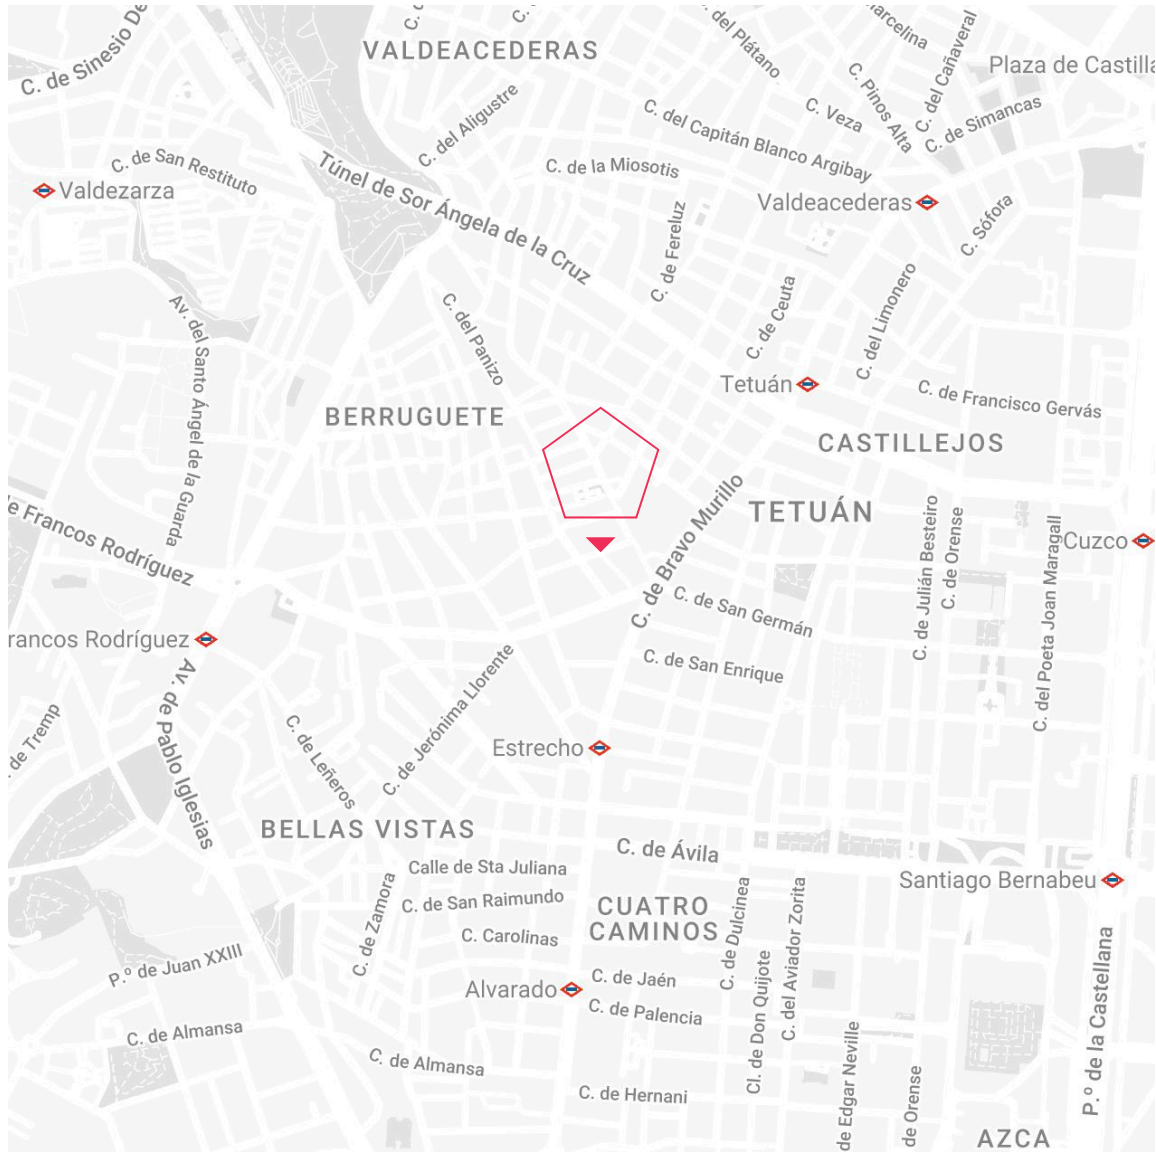 C. de Sinesio De
VALDEACEDERAS
C.
C.
. del Plátano
arcelina
C. del Cañaveral
Plaza de Castilla
C. Pinos Alta
C. Veza
C. de Simancas
C. del Aligustre
C. del Capitán Blanco Argibay
C. de San Restituto
Túnel de Sor Ángela de la Cruz
C. de la Miosotis
Valdezarza
Valdeacederas
C. Sófora
C. de Fereluz
C. de Ceuta
C. del Limonero
Av. del Santo Ángel de la Guarda
C. del Panizo
Tetuán
C. de Francisco Gervás
BERRUGUETE
CASTILLEJOS
TETUÁN
e Francos Rodríguez
C. de Bravo Murillo
C. de Julián Besteiro
C. de Orense
C. del Poeta Joan Maragall
Cuzco
C. de San Germán
rancos Rodríguez
C. de San Enrique
Av. de Pablo Iglesias
. de Tremp
C. de Leñeros
C. de Jerónima Llorente
Estrecho
BELLAS VISTAS
C. de Ávila
Calle de Sta Juliana
Santiago Bernabeu
C. de Zamora
C. de San Raimundo
CUATRO
CAMINOS
C. de Dulcinea
C. del Aviador Zorita
C. Carolinas
P.º de Juan XXIII
Cl. de Don Quijote
P.º de la Castellana
Alvarado
C. de Jaén
C. de Palencia
C. de Almansa
C. de Almansa
C. de Hernani
de Edgar Neville
de Orense
AZCA